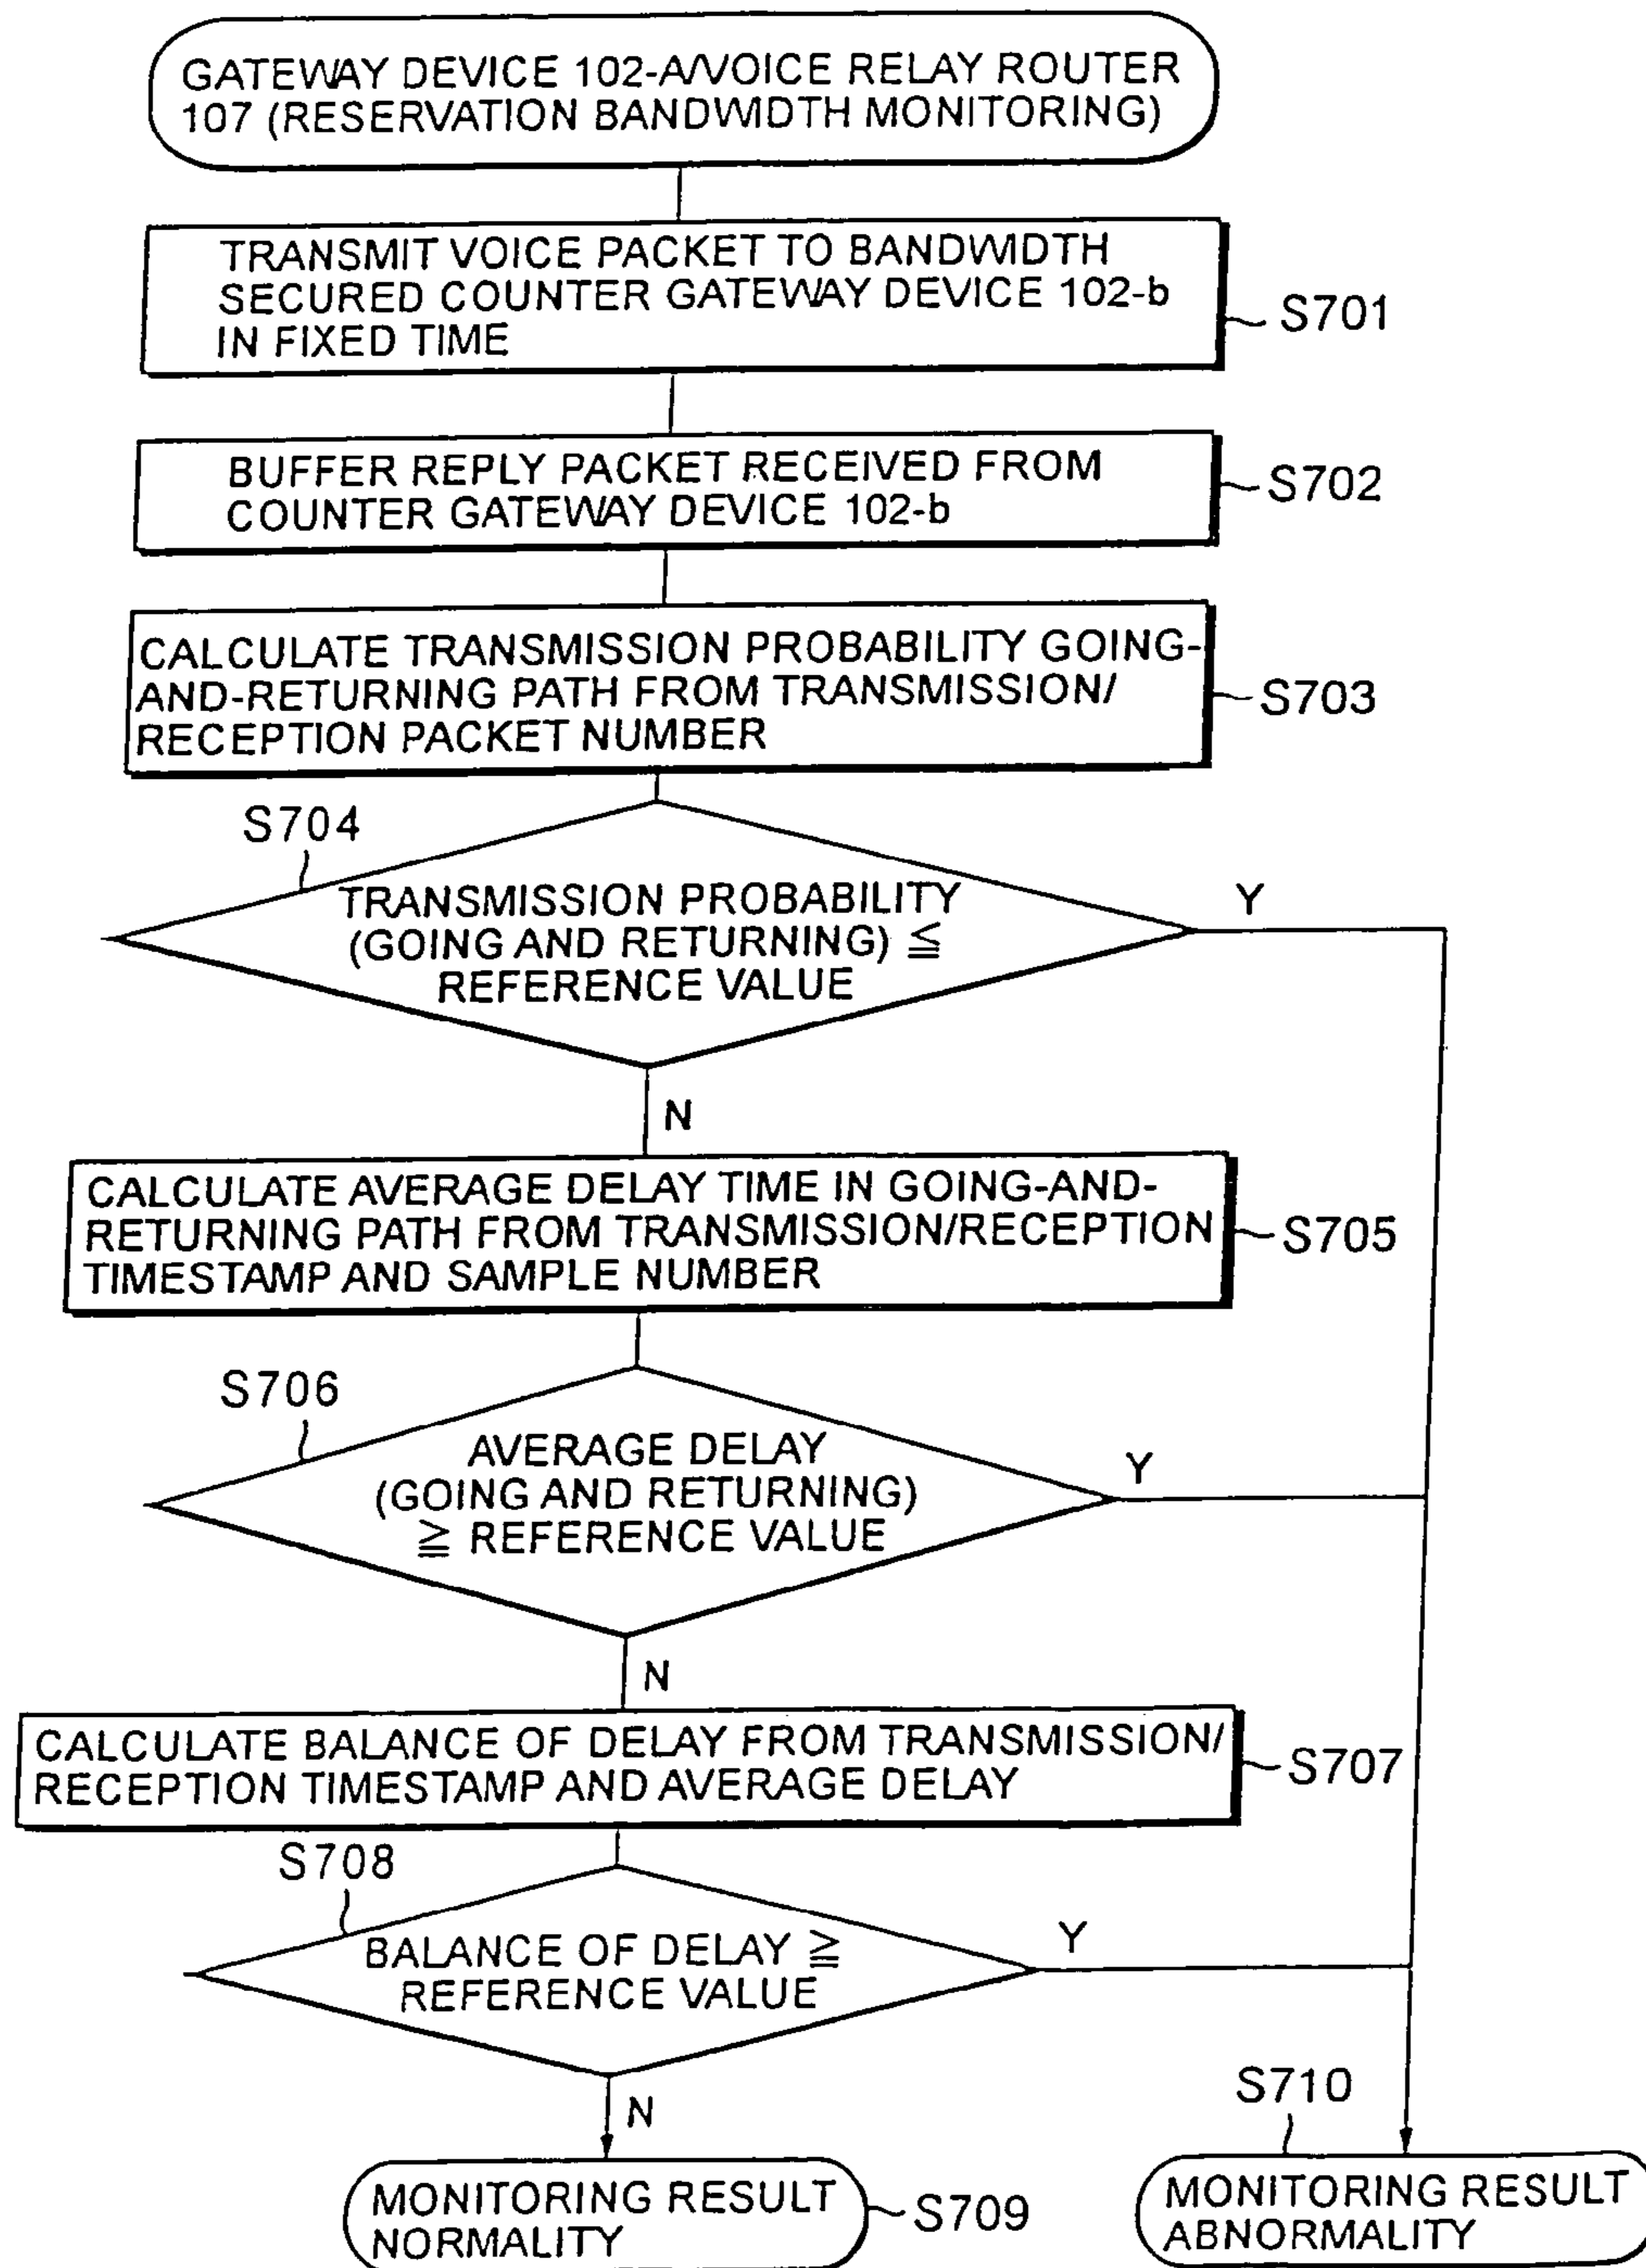 GATEWAY DEVICE 102-A/VOICE RELAY ROUTER
107 (RESERVATION BANDWIDTH MONITORING)
TRANSMIT VOICE PACKET TO BANDWIDTH
SECURED COUNTER GATEWAY DEVICE 102-b
IN FIXED TIME
S701
BUFFER REPLY PACKET RECEIVED FROM
COUNTER GATEWAY DEVICE 102-b
S702
CALCULATE TRANSMISSION PROBABILITY GOING-
AND-RETURNING PATH FROM TRANSMISSION/
RECEPTION PACKET NUMBER
S703
S704
TRANSMISSION PROBABILITY
(GOING AND RETURNING) ≦
REFERENCE VALUE
Y
N
CALCULATE AVERAGE DELAY TIME IN GOING-AND-
RETURNING PATH FROM TRANSMISSION/RECEPTION
TIMESTAMP AND SAMPLE NUMBER
S705
S706
AVERAGE DELAY
(GOING AND RETURNING)
≧ REFERENCE VALUE
Y
N
CALCULATE BALANCE OF DELAY FROM TRANSMISSION/
RECEPTION TIMESTAMP AND AVERAGE DELAY
S707
S708
BALANCE OF DELAY ≧
REFERENCE VALUE
Y
N
MONITORING RESULT
NORMALITY
S709
S710
MONITORING RESULT
ABNORMALITY